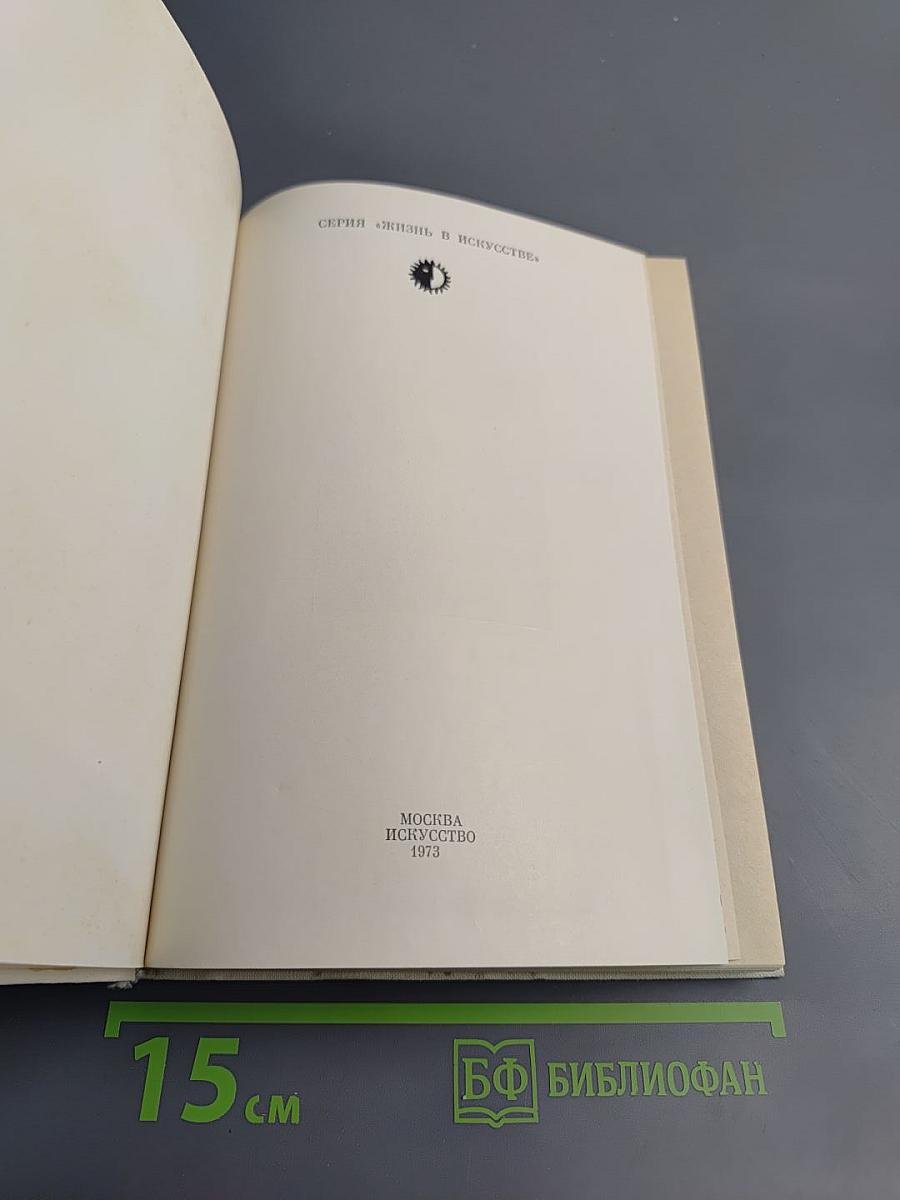 СЕРИЯ «ЖИЗНЬ В ИСКУССТВЕ»
МОСКВА
ИСКУССТВО
1973
15 см
БФ БИБЛИОФАН